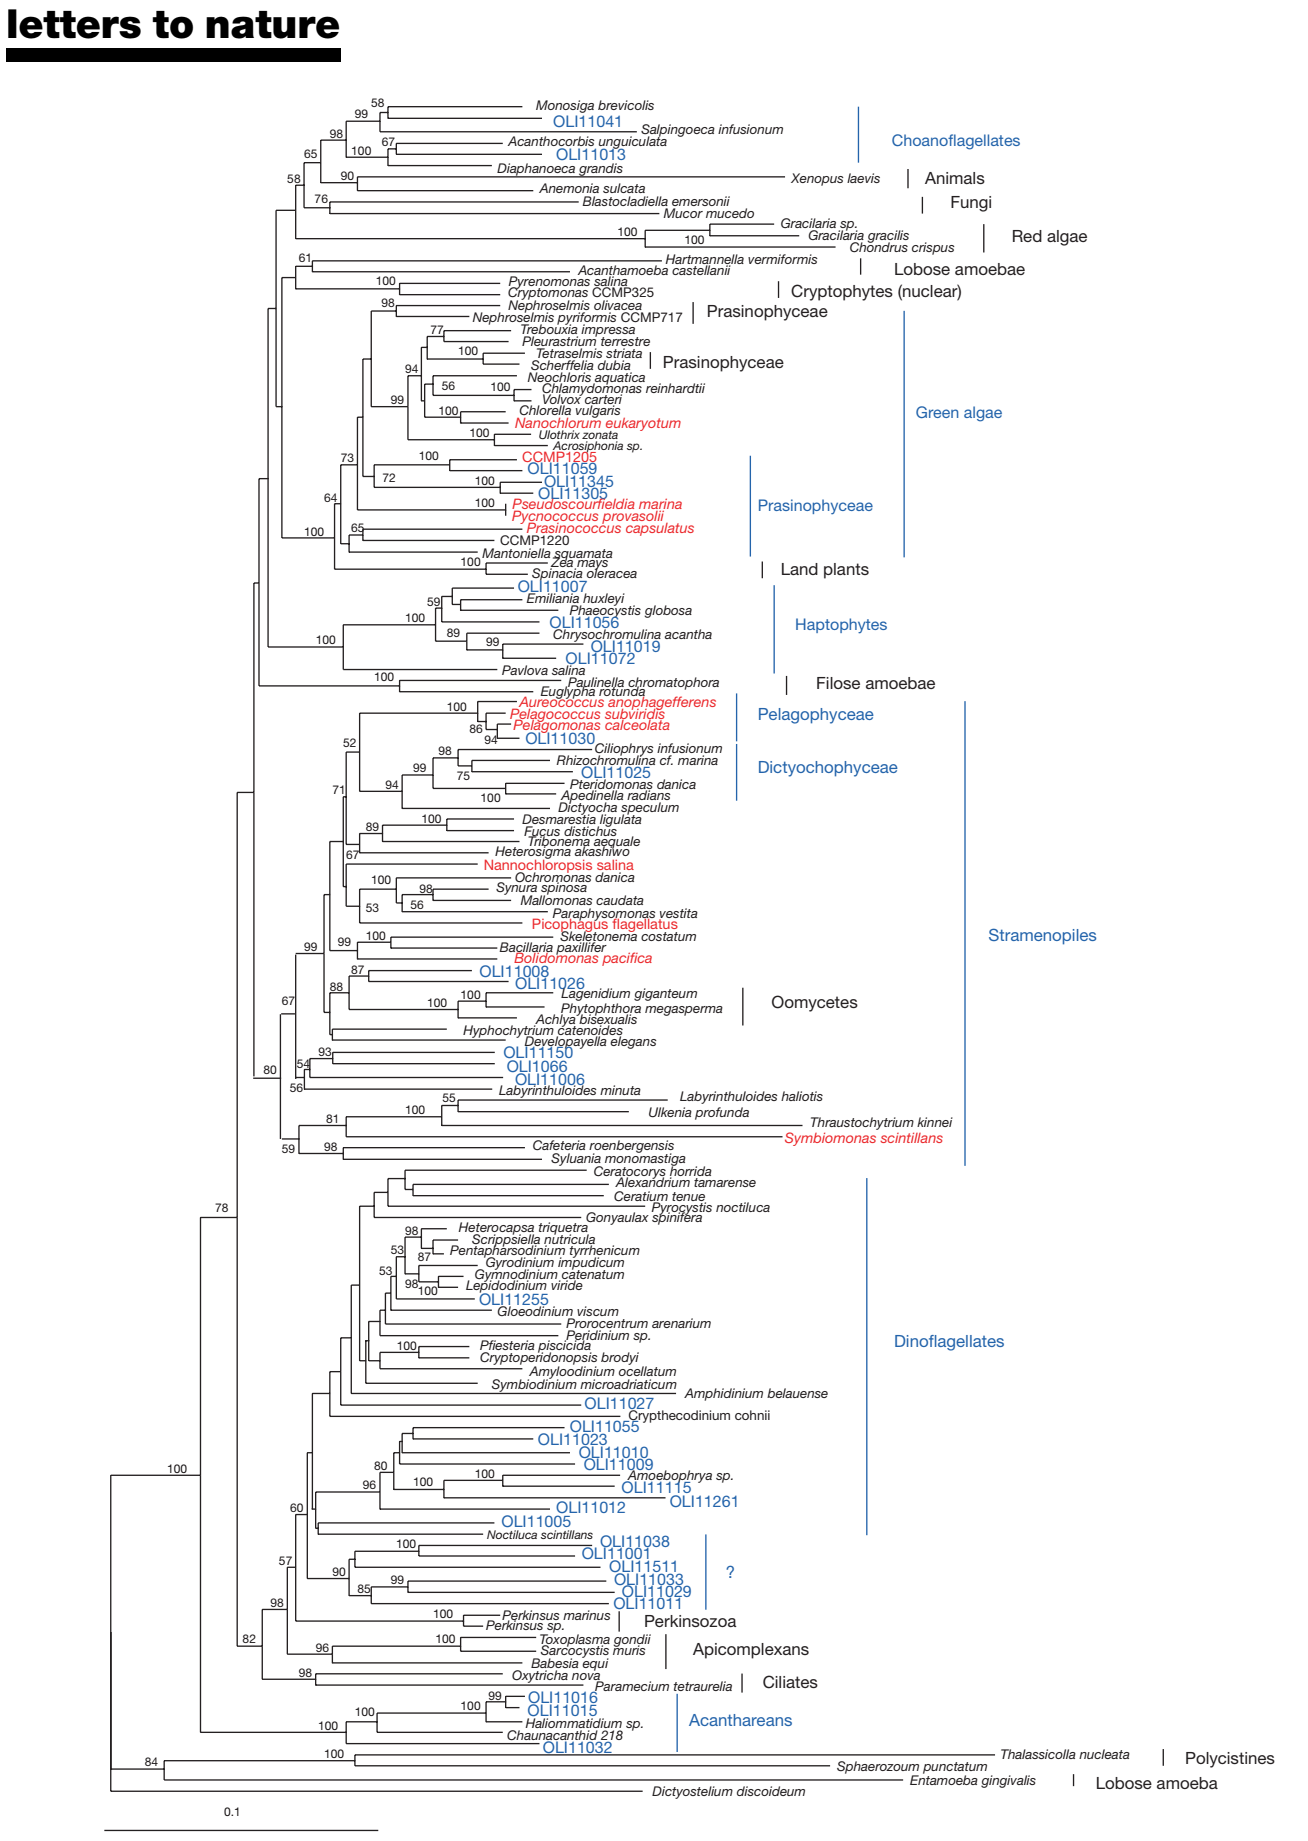 letters to nature
58
Monosiga brevicolis
99
OLI11041
98
Salpingoeca infusionum
67
Acanthocorbis unguiculata
Choanoflagellates
65
100
OLI11013
Diaphanoeca grandis
58
90
Xenopus laevis
Animals
Anemonia sulcata
76
Blastocladiella emersonii
Fungi
Mucor mucedo
Gracilaria sp.
100
Gracilaria gracilis
Red algae
100
Chondrus crispus
61
Hartmannella vermiformis
Acanthamoeba castellanii
Lobose amoebae
100
Pyrenomonas salina
Cryptomonas CCMP325
Cryptophytes (nuclear)
98
Nephroselmis olivacea
Nephroselmis pyriformis CCMP717
Prasinophyceae
77
Trebouxia impressa
Pleurastrium terrestre
100
Tetraselmis striata
Scherffelia dubia
Prasinophyceae
94
Neochloris aquatica
56
100
Chlamydomonas reinhardtii
99
Volvox carteri
100
Chlorella vulgaris
Green algae
Nanochlorum eukaryotum
100
Ulothrix zonata
Acrosiphonia sp.
73
100
CCMP1205
OLI11059
72
100
OLI11345
OLI11305
64
100
Pseudoscourfieldia marina
Prasinophyceae
Pycnococcus provasolii
65
Prasinococcus capsulatus
100
CCMP1220
Mantoniella squamata
100
Zea mays
Land plants
Spinacia oleracea
OLI11007
59
Emiliania huxleyi
Phaeocystis globosa
100
OLI11056
Haptophytes
89
Chrysochromulina acantha
100
99
OLI11019
OLI11072
Pavlova salina
100
Paulinella chromatophora
Filose amoebae
Euglypha rotunda
100
Aureococcus anophagefferens
Pelagococcus subviridis
Pelagophyceae
86
Pelagomonas calceolata
94
OLI11030
52
98
Ciliophrys infusionum
Rhizochromulina cf. marina
99
75
OLI11025
Dictyochophyceae
94
Pteridomonas danica
71
100
Apedinella radians
Dictyocha speculum
100
Desmarestia ligulata
89
Fucus distichus
Tribonema aequale
67
Heterosigma akashiwo
Nannochloropsis salina
100
Ochromonas danica
98
Synura spinosa
53
56
Mallomonas caudata
Paraphysomonas vestita
Picophagus flagellatus
99
99
100
Skeletonema costatum
Stramenopiles
Bacillaria paxillifer
Bolidomonas pacifica
87
OLI11008
88
OLI11026
67
100
100
Lagenidium giganteum
Oomycetes
Phytophthora megasperma
Achlya bisexualis
Hyphochytrium catenoides
Developayella elegans
93
OLI11150
80
54
OLI1066
56
OLI11006
Labyrinthuloides minuta
55
Labyrinthuloides haliotis
100
Ulkenia profunda
81
Thraustochytrium kinnei
Symbiomonas scintillans
59
98
Cafeteria roenbergensis
Syluania monomastiga
Ceratocorys horrida
Alexandrium tamarense
Ceratium tenue
78
Pyrocystis noctiluca
Gonyaulax spinifera
98
Heterocapsa triquetra
Scrippsiella nutricula
53
87
Pentapharsodinium tyrrhenicum
53
Gyrodinium impudicum
98
Gymnodinium catenatum
100
Lepidodinium viride
OLI11255
Gloeodinium viscum
Prorocentrum arenarium
Peridinium sp.
Dinoflagellates
100
Pfiesteria piscicida
Cryptoperidonopsis brodyi
Amyloodinium ocellatum
Symbiodinium microadriaticum
Amphidinium belauense
OLI11027
Crypthecodinium cohnii
OLI11055
OLI11023
OLI11010
80
OLI11009
100
96
100
100
Amoebophrya sp.
OLI11115
OLI11261
60
OLI11012
OLI11005
Noctiluca scintillans
100
OLI11038
57
OLI11001
90
OLI11511
?
99
OLI11033
85
OLI11029
98
OLI11011
100
Perkinsus marinus
Perkinsozoa
Perkinsus sp.
82
100
Toxoplasma gondii
96
Sarcocystis muris
Apicomplexans
Babesia equi
98
Oxytricha nova
Paramecium tetraurelia
Ciliates
99
OLI11016
100
100
OLI11015
Acanthareans
100
Haliommatidium sp.
Chaunacanthid 218
OLI11032
84
100
Thalassicolla nucleata
Polycistines
Sphaerozoum punctatum
Entamoeba gingivalis
Lobose amoeba
Dictyostelium discoideum
0.1